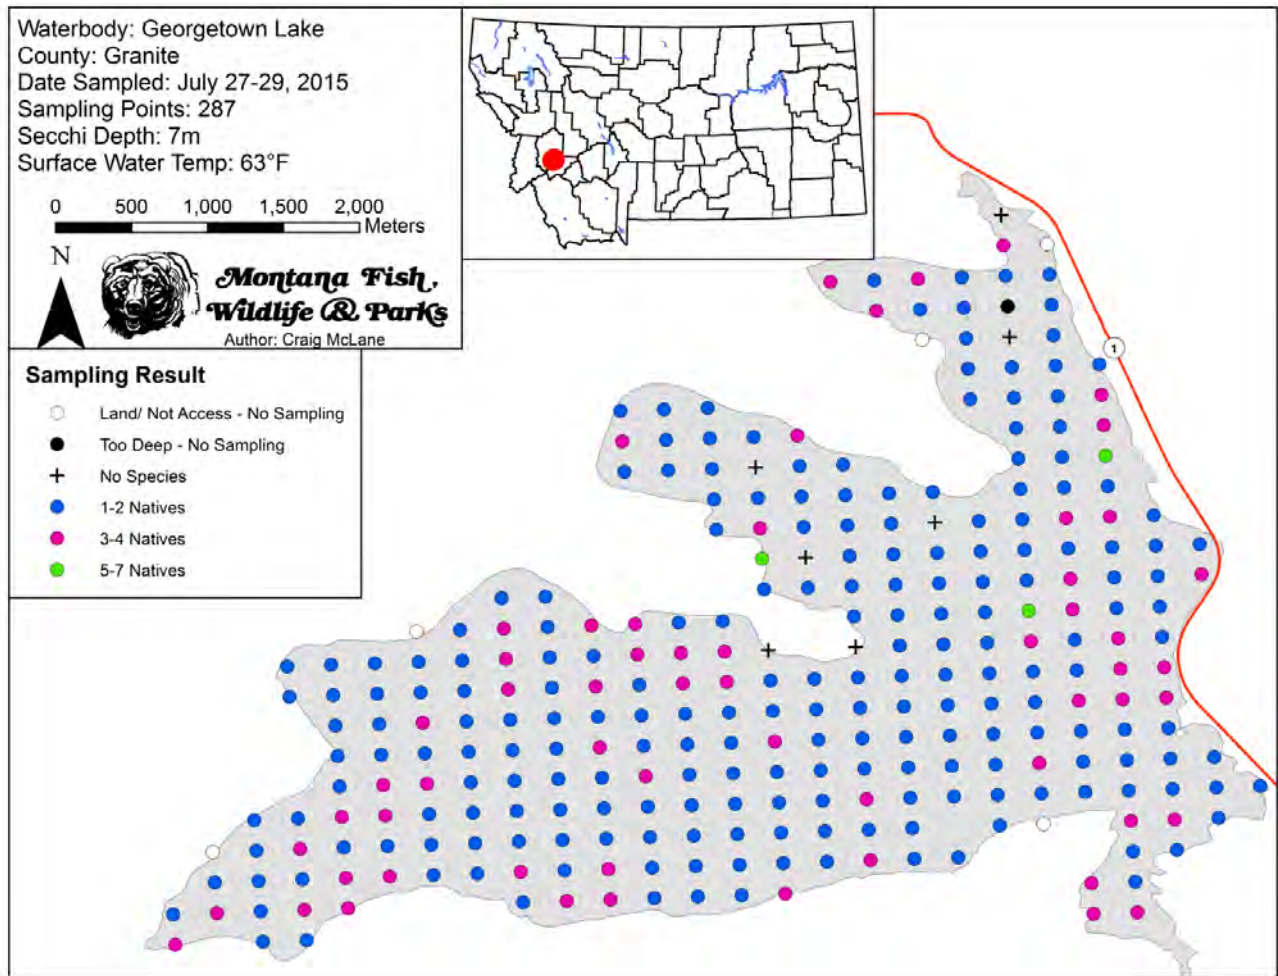 Waterbody: Georgetown Lake
County: Granite
Date Sampled: July 27-29, 2015
Sampling Points: 287
Secchi Depth: 7m
Surface Water Temp: 63°F
0 500 1,000 1,500 2,000
Meters
N
Montana Fish,
Wildlife & Parks
Author: Craig McLane
Sampling Result
Land/ Not Access - No Sampling
Too Deep - No Sampling
No Species
1-2 Natives
3-4 Natives
5-7 Natives
1